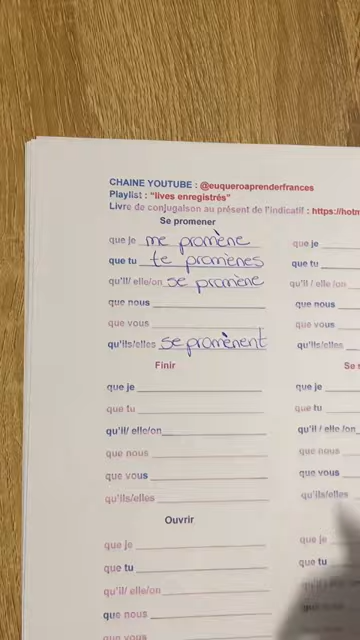 CHAINE YOUTUBE : @euqueroaprenderfrances
Playlist : "lives enregistrés"
Livre de conjugaison au présent de l'indicatif : https://hotm
Se promener
que je me promène
que tu te promènes
qu'il/ elle/on se promène
que nous
que vous
qu'ils/elles se promènent
que je
que tu
qu'il / elle /on
que nous
que vous
qu'ils/elles
Finir
que je
que tu
qu'il/ elle/on
que nous
que vous
qu'ils/elles
Se
que je
que tu
qu'il / elle /on
que nous
que vous
qu'ils/elles
Ouvrir
que je
que tu
qu'il/ elle/on
que nous
que vous
que je
que tu